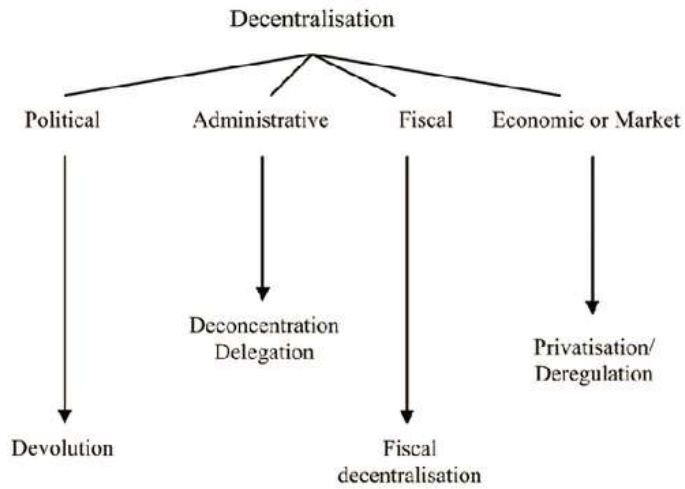 Decentralisation
Political
Administrative
Fiscal
Economic or Market
Deconcentration
Delegation
Privatisation/
Deregulation
Devolution
Fiscal
decentralisation